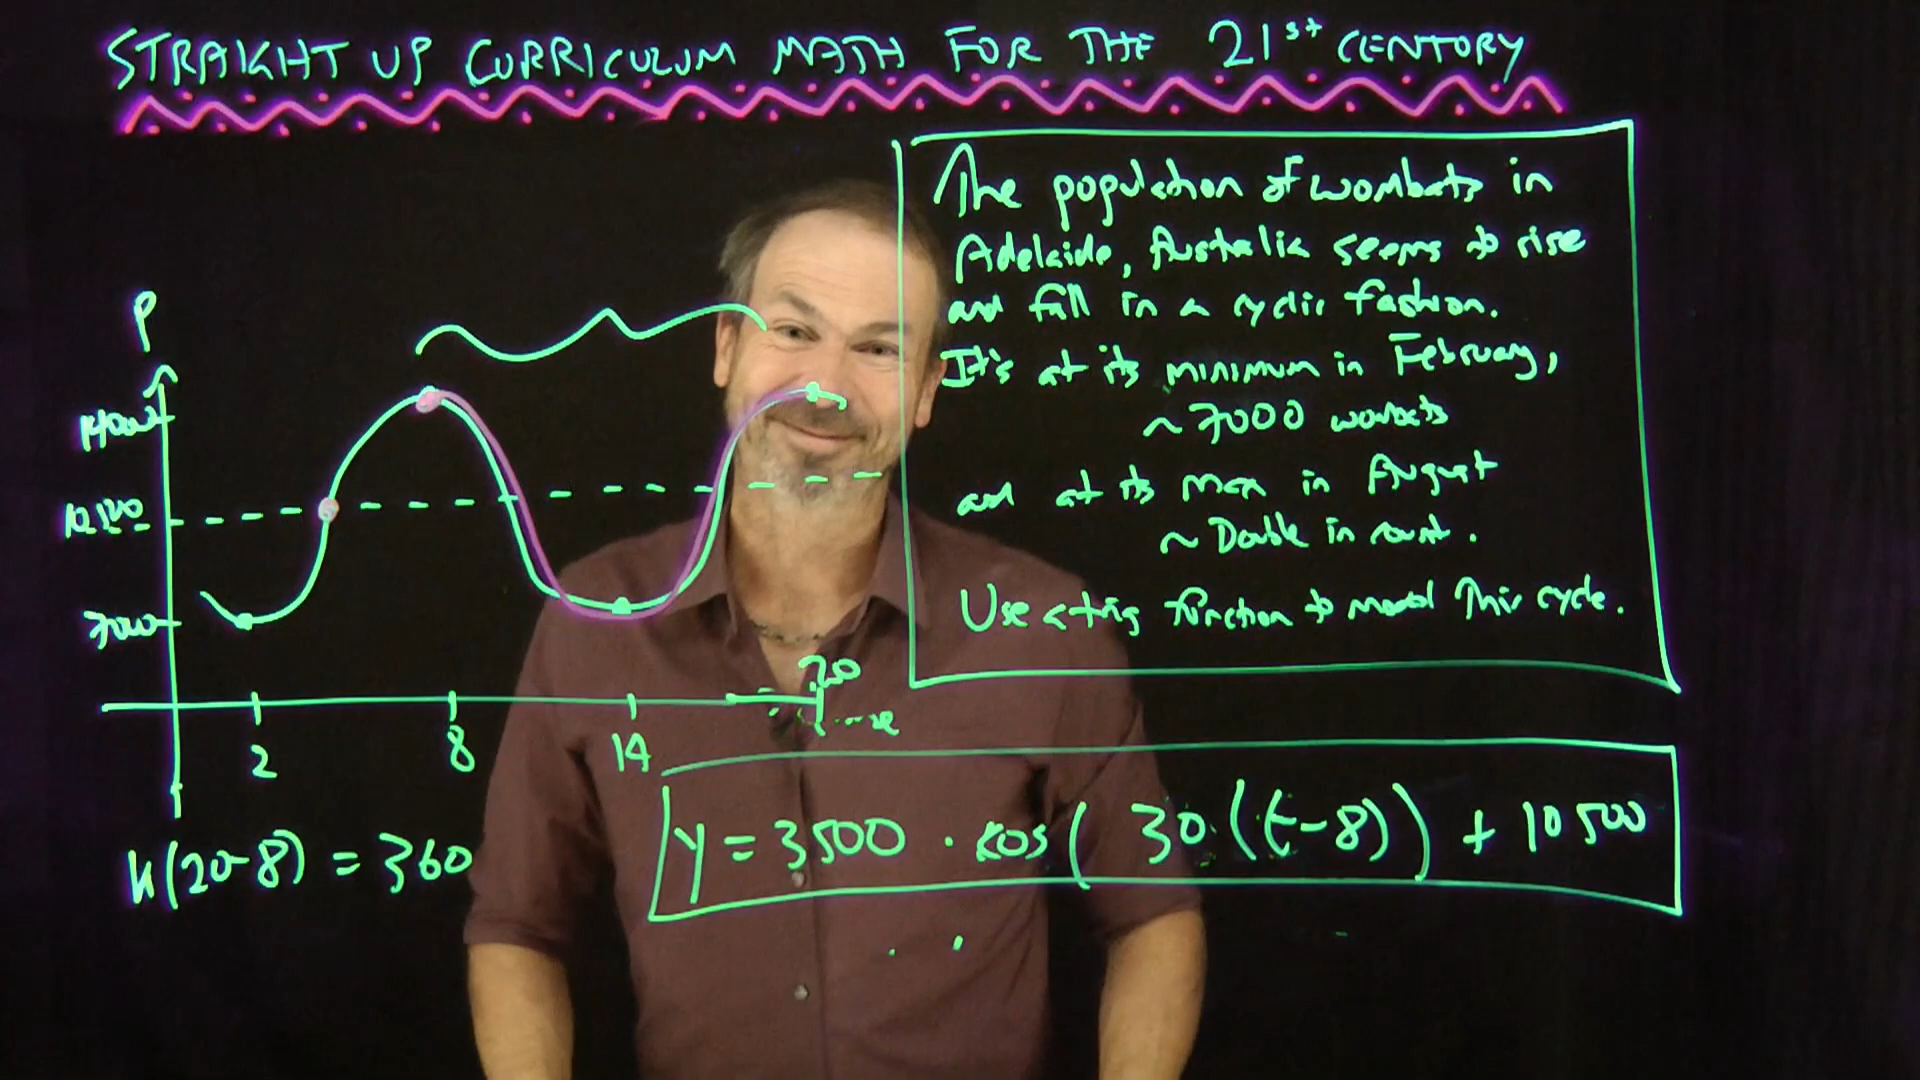 STRAIGHT UP CURRICULUM MATH FOR THE 21st CENTURY
The population of wombats in
Adelaide, Australia seems to rise
and fall in a cyclic fashion.
It's at its minimum in February,
~7000 wombats
and at its max in August
~ Double in count.
Use a trig function to model this cycle.
P
14000
10500
7000
2
8
14
20
k(20-8) = 360
y = 3500 · cos( 30·(t-8)) + 10500